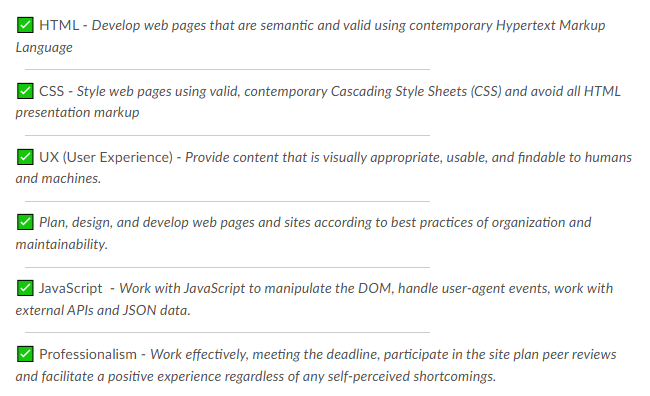 ✅ HTML - Develop web pages that are semantic and valid using contemporary Hypertext Markup
Language
✅ CSS - Style web pages using valid, contemporary Cascading Style Sheets (CSS) and avoid all HTML
presentation markup
✅ UX (User Experience) - Provide content that is visually appropriate, usable, and findable to humans
and machines.
✅ Plan, design, and develop web pages and sites according to best practices of organization and
maintainability.
✅ JavaScript - Work with JavaScript to manipulate the DOM, handle user-agent events, work with
external APIs and JSON data.
✅ Professionalism - Work effectively, meeting the deadline, participate in the site plan peer reviews
and facilitate a positive experience regardless of any self-perceived shortcomings.